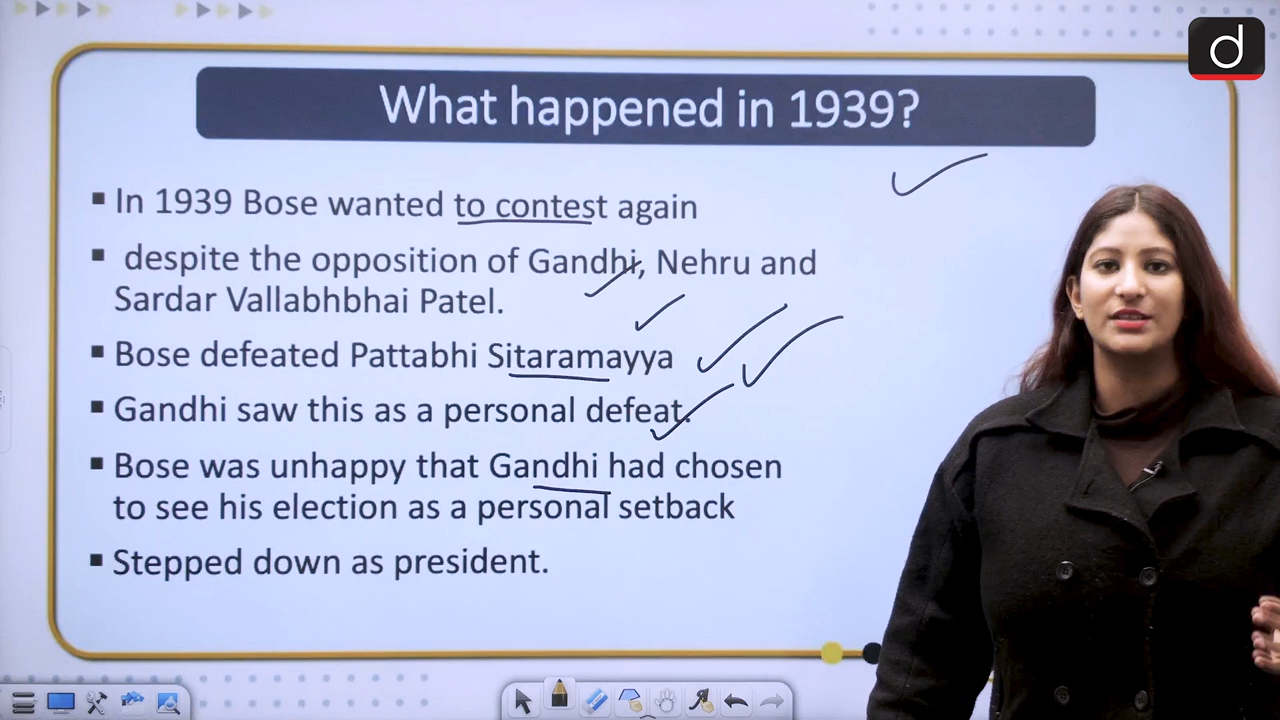 d
What happened in 1939?
▪ In 1939 Bose wanted to contest again
▪ despite the opposition of Gandhi, Nehru and
Sardar Vallabhbhai Patel.
▪ Bose defeated Pattabhi Sitaramayya
▪ Gandhi saw this as a personal defeat.
▪ Bose was unhappy that Gandhi had chosen
to see his election as a personal setback
▪ Stepped down as president.